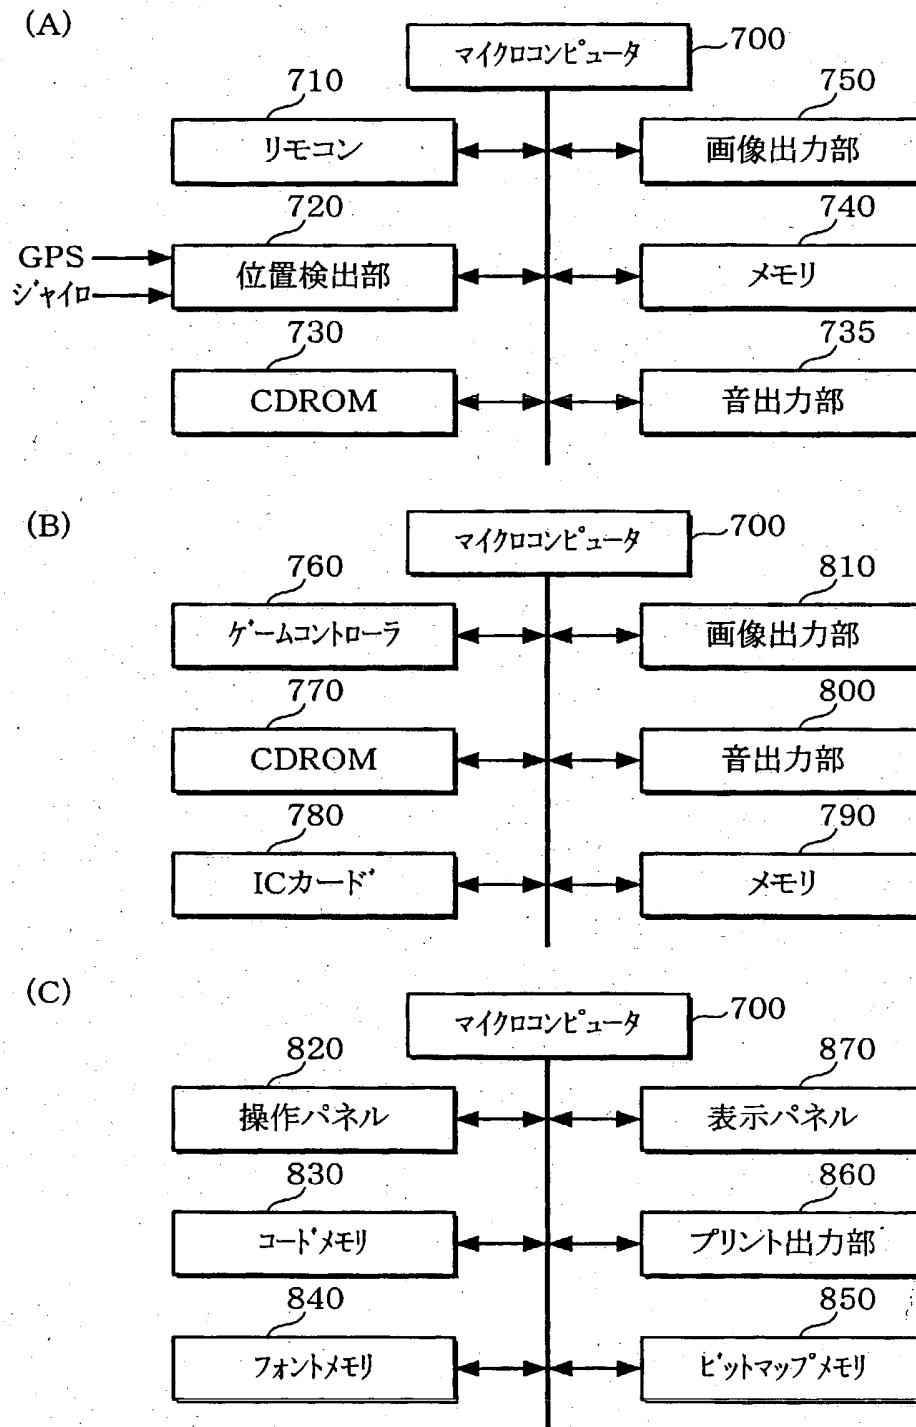 (A)
マイクロコンピュータ
700
710
750
リモコン
画像出力部
720
740
GPS
ジャイロ
位置検出部
メモリ
730
735
CDROM
音出力部
(B)
マイクロコンピュータ
700
760
810
ゲームコントローラ
画像出力部
770
800
CDROM
音出力部
780
790
ICカード
メモリ
(C)
マイクロコンピュータ
700
820
870
操作パネル
表示パネル
830
860
コードメモリ
プリント出力部
840
850
フォントメモリ
ビットマップメモリ